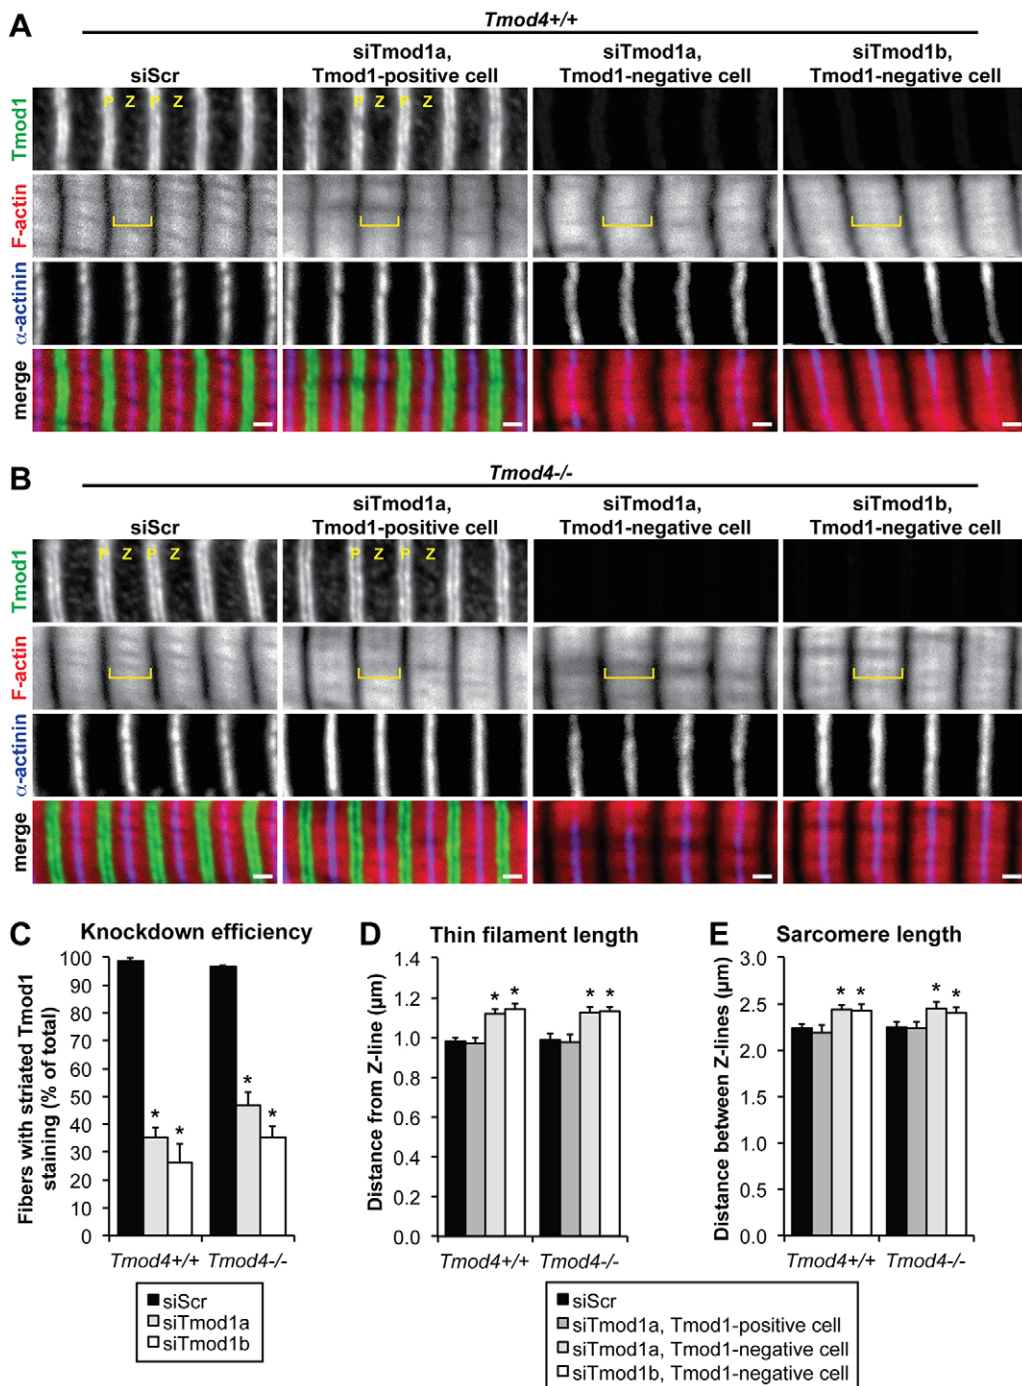 A
Tmod4+/+
siScr
siTmod1a,
Tmod1-positive cell
siTmod1a,
Tmod1-negative cell
siTmod1b,
Tmod1-negative cell
Tmod1
P Z P Z
P Z P Z
F-actin
α-actinin
merge
B
Tmod4-/-
siScr
siTmod1a,
Tmod1-positive cell
siTmod1a,
Tmod1-negative cell
siTmod1b,
Tmod1-negative cell
Tmod1
P Z P Z
P Z P Z
F-actin
α-actinin
merge
C Knockdown efficiency
Fibers with striated Tmod1
staining (% of total)
100
90
80
70
60
50
40
30
20
10
0
* * * *
Tmod4+/+ Tmod4-/-
siScr
siTmod1a
siTmod1b
D Thin filament length
Distance from Z-line (µm)
1.4
1.2
1.0
0.8
0.6
0.4
0.2
0.0
* * * *
Tmod4+/+ Tmod4-/-
E Sarcomere length
Distance between Z-lines (µm)
3.0
2.5
2.0
1.5
1.0
0.5
0.0
* * * *
Tmod4+/+ Tmod4-/-
siScr
siTmod1a, Tmod1-positive cell
siTmod1a, Tmod1-negative cell
siTmod1b, Tmod1-negative cell